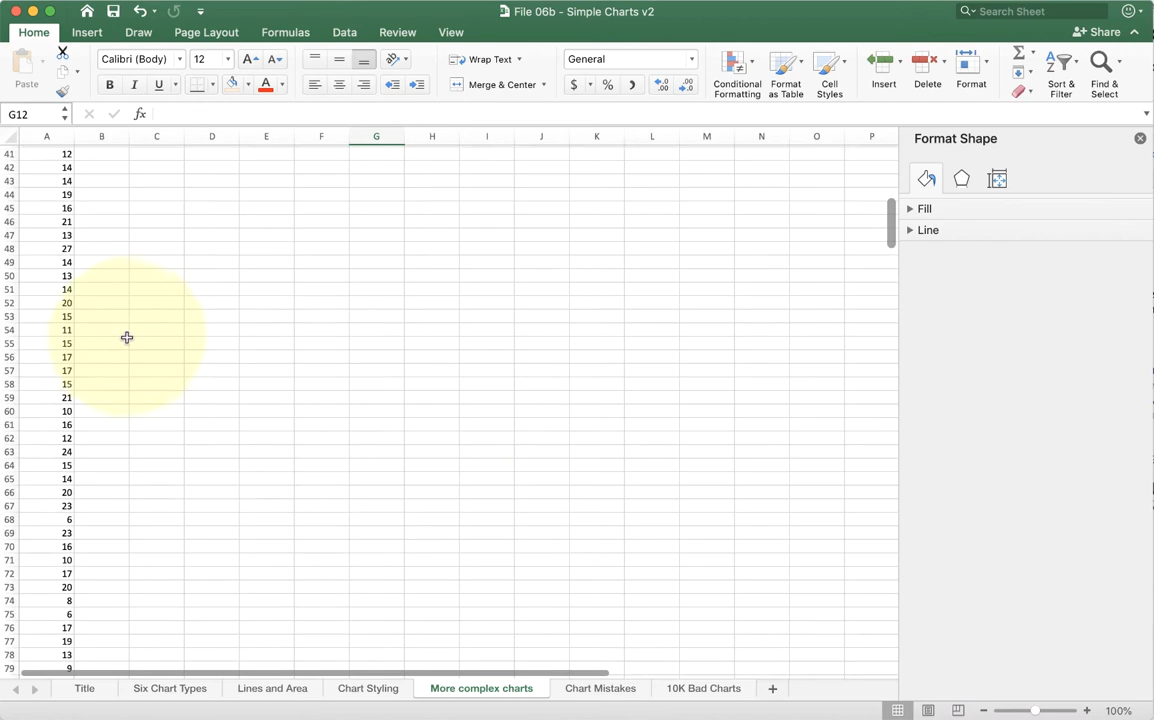 File 06b - Simple Charts v2
Search Sheet
Home Insert Draw Page Layout Formulas Data Review View
Share
Paste
Calibri (Body) 12 A A
B I U A
Wrap Text
Merge & Center
General
$ % ) .0 .00 .00 .0
Conditional Formatting
Format as Table
Cell Styles
Insert
Delete
Format
Sort & Filter
Find & Select
G12 fx
A B C D E F G H I J K L M N O P
41 12
42 14
43 14
44 19
45 16
46 21
47 13
48 27
49 14
50 13
51 14
52 20
53 15
54 11
55 15
56 17
57 17
58 15
59 21
60 10
61 16
62 12
63 24
64 15
65 14
66 20
67 23
68 6
69 23
70 16
71 10
72 17
73 20
74 8
75 6
76 17
77 19
78 13
79 9
Format Shape
Fill
Line
Title Six Chart Types Lines and Area Chart Styling More complex charts Chart Mistakes 10K Bad Charts +
100%